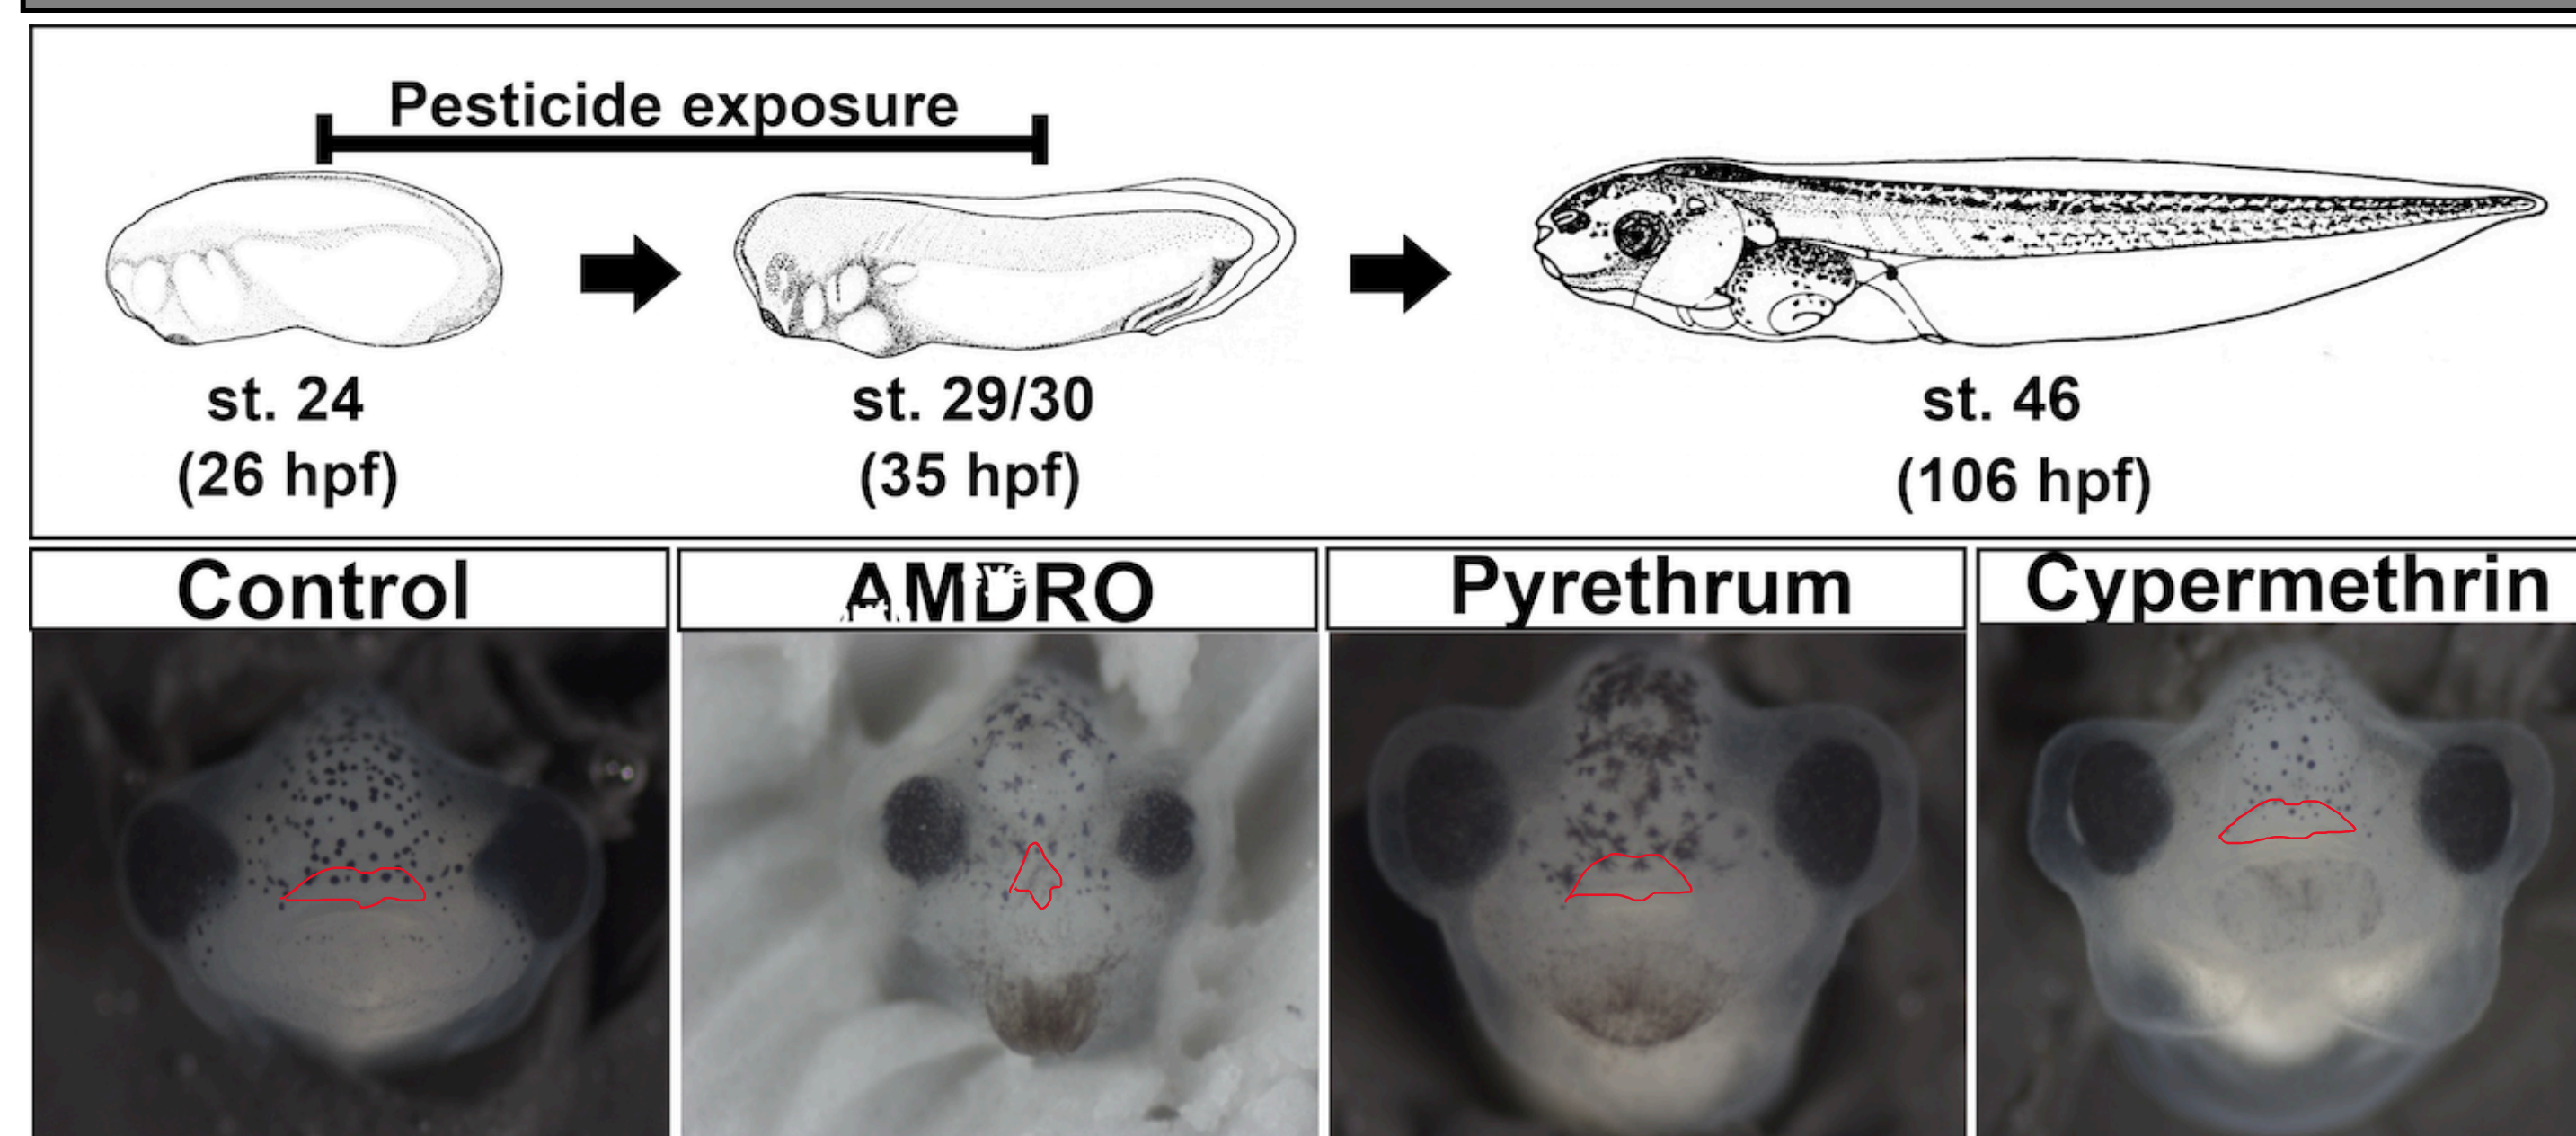 Pesticide exposure
st. 24
(26 hpf)
st. 29/30
(35 hpf)
st. 46
(106 hpf)
Control
AMDRO
Pyrethrum
Cypermethrin